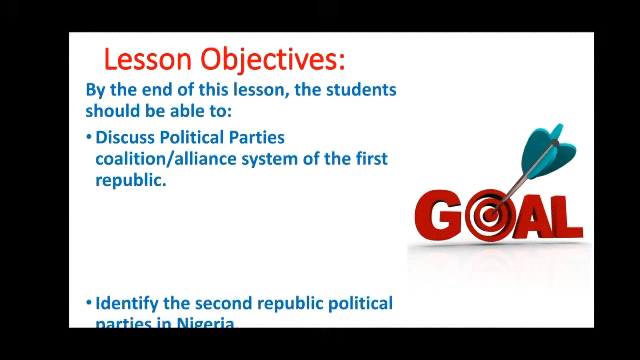 Lesson Objectives:
By the end of this lesson, the students
should be able to:
• Discuss Political Parties
coalition/alliance system of the first
republic.
GOAL
• Identify the second republic political
parties in Nigeria